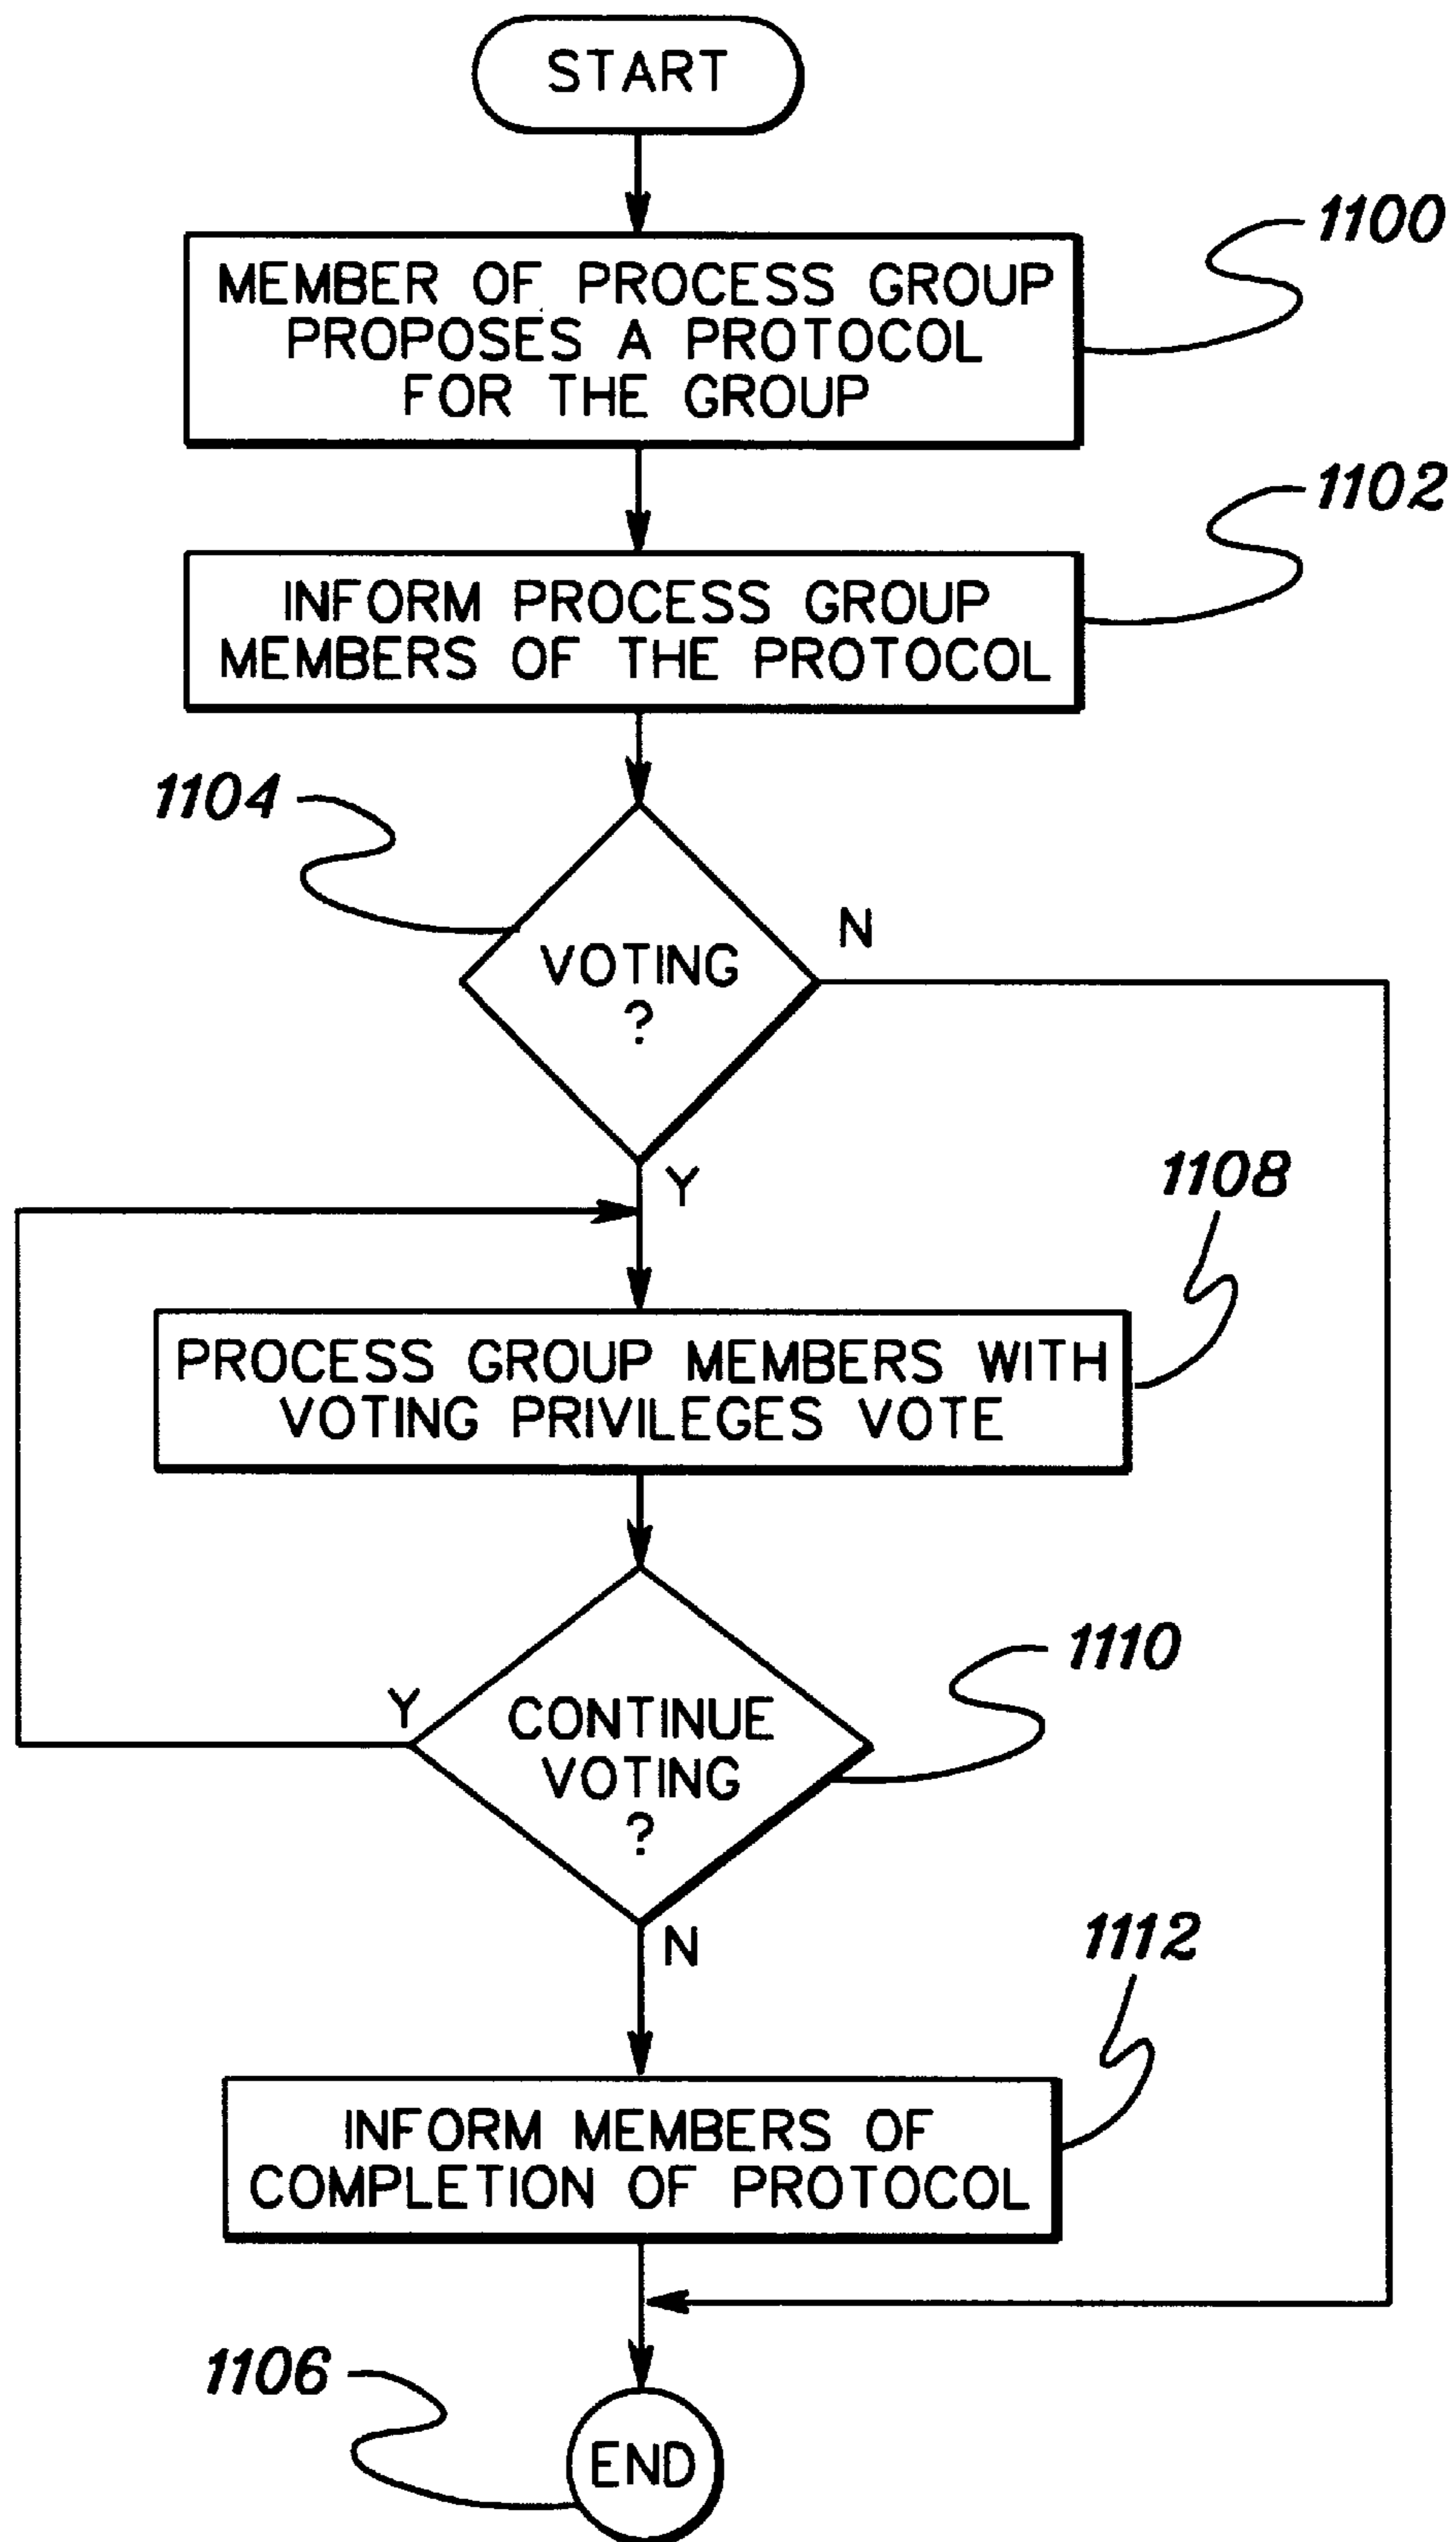 START
1100
MEMBER OF PROCESS GROUP
PROPOSES A PROTOCOL
FOR THE GROUP
1102
INFORM PROCESS GROUP
MEMBERS OF THE PROTOCOL
1104
VOTING
?
N
Y
1108
PROCESS GROUP MEMBERS WITH
VOTING PRIVILEGES VOTE
1110
Y
CONTINUE
VOTING
?
N
1112
INFORM MEMBERS OF
COMPLETION OF PROTOCOL
1106
END